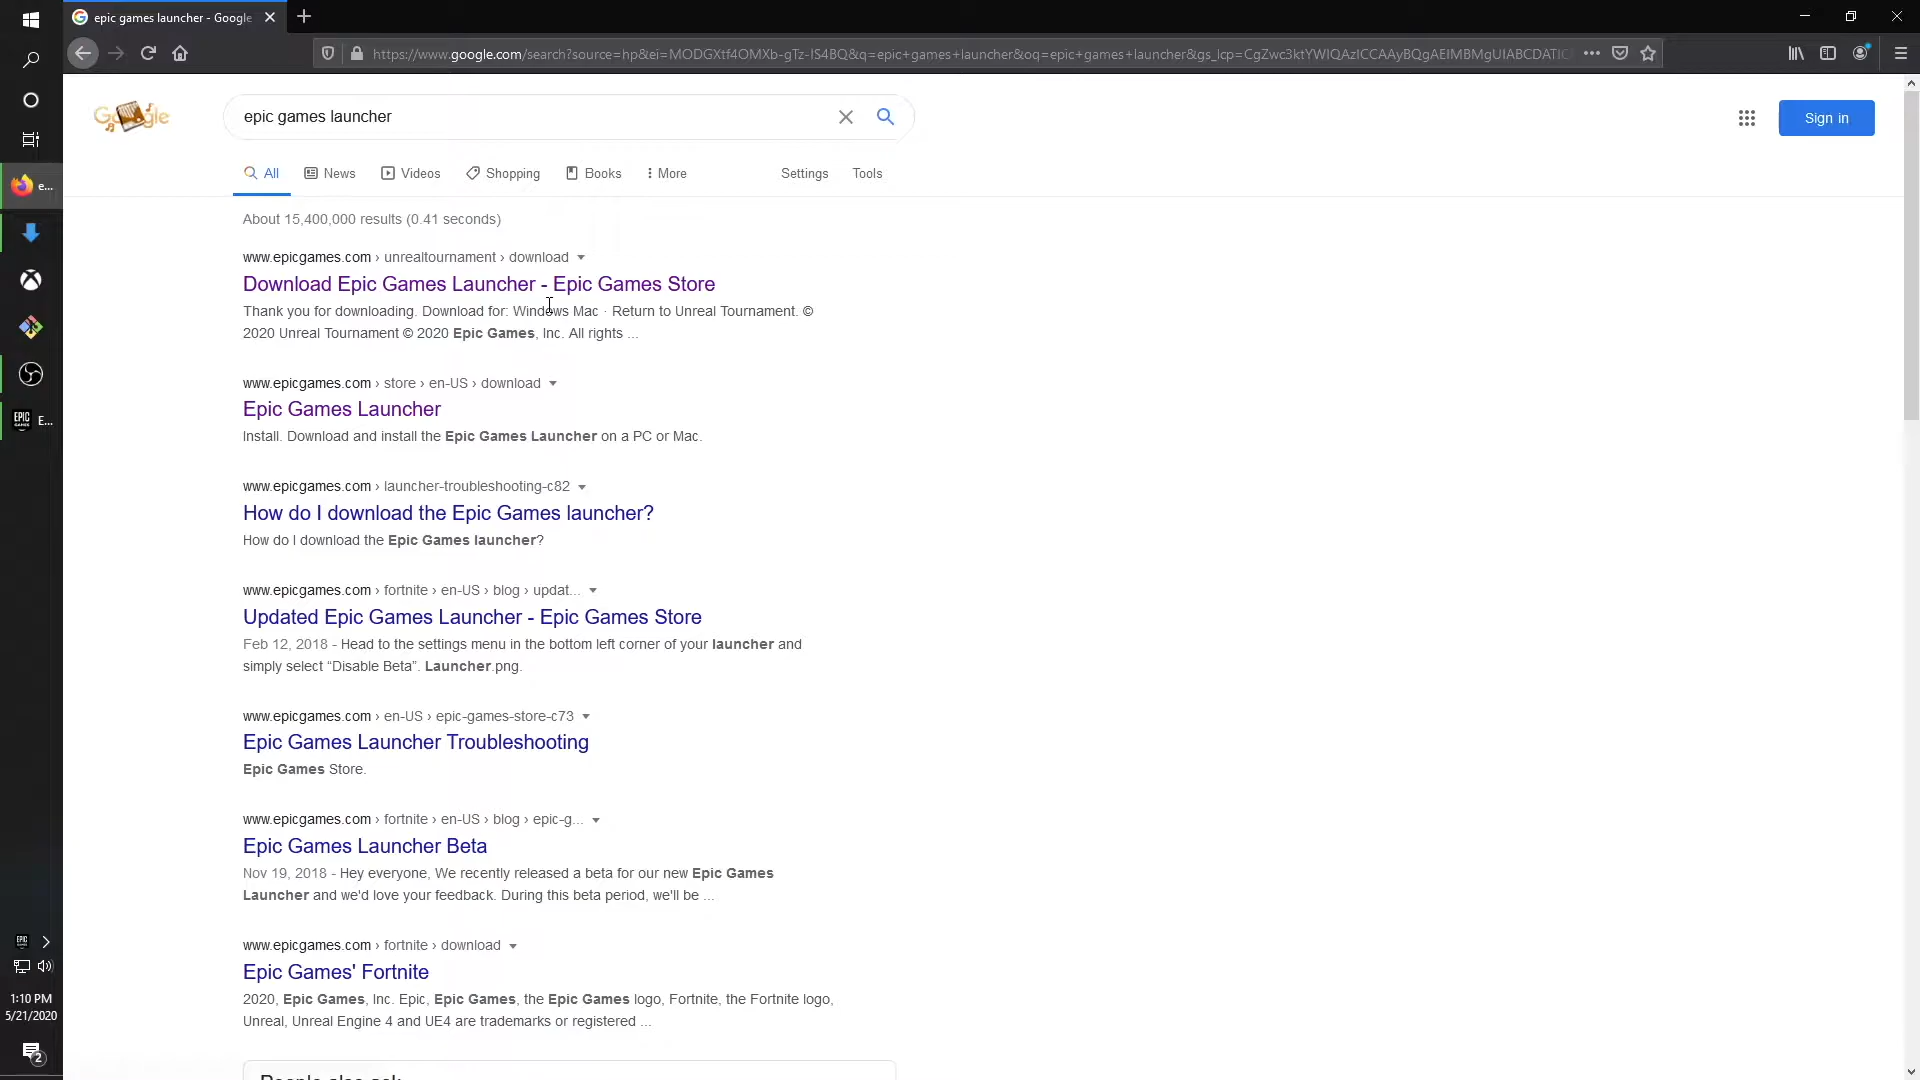 epic games launcher - Google
https://www.google.com/search?source=hp&ei=MODGXtf4OMXb-gTz-IS4BQ&q=epic+games+launcher&oq=epic+games+launcher&gs_lcp=CgZwc3ktYWIQAzICCAAyBQgAEIMBMgUIABCDATIC
Google
epic games launcher
Sign in
All
News
Videos
Shopping
Books
More
Settings
Tools
About 15,400,000 results (0.41 seconds)
www.epicgames.com › unrealtournament › download
Download Epic Games Launcher - Epic Games Store
Thank you for downloading. Download for: Windows Mac · Return to Unreal Tournament. ©
2020 Unreal Tournament © 2020 Epic Games, Inc. All rights ...
www.epicgames.com › store › en-US › download
Epic Games Launcher
Install. Download and install the Epic Games Launcher on a PC or Mac.
www.epicgames.com › launcher-troubleshooting-c82
How do I download the Epic Games launcher?
How do I download the Epic Games launcher?
www.epicgames.com › fortnite › en-US › blog › updat...
Updated Epic Games Launcher - Epic Games Store
Feb 12, 2018 - Head to the settings menu in the bottom left corner of your launcher and
simply select “Disable Beta”. Launcher.png.
www.epicgames.com › en-US › epic-games-store-c73
Epic Games Launcher Troubleshooting
Epic Games Store.
www.epicgames.com › fortnite › en-US › blog › epic-g...
Epic Games Launcher Beta
Nov 19, 2018 - Hey everyone, We recently released a beta for our new Epic Games
Launcher and we'd love your feedback. During this beta period, we'll be ...
www.epicgames.com › fortnite › download
Epic Games' Fortnite
2020, Epic Games, Inc. Epic, Epic Games, the Epic Games logo, Fortnite, the Fortnite logo,
Unreal, Unreal Engine 4 and UE4 are trademarks or registered ...
e...
EPIC GAMES
E...
1:10 PM
5/21/2020
2